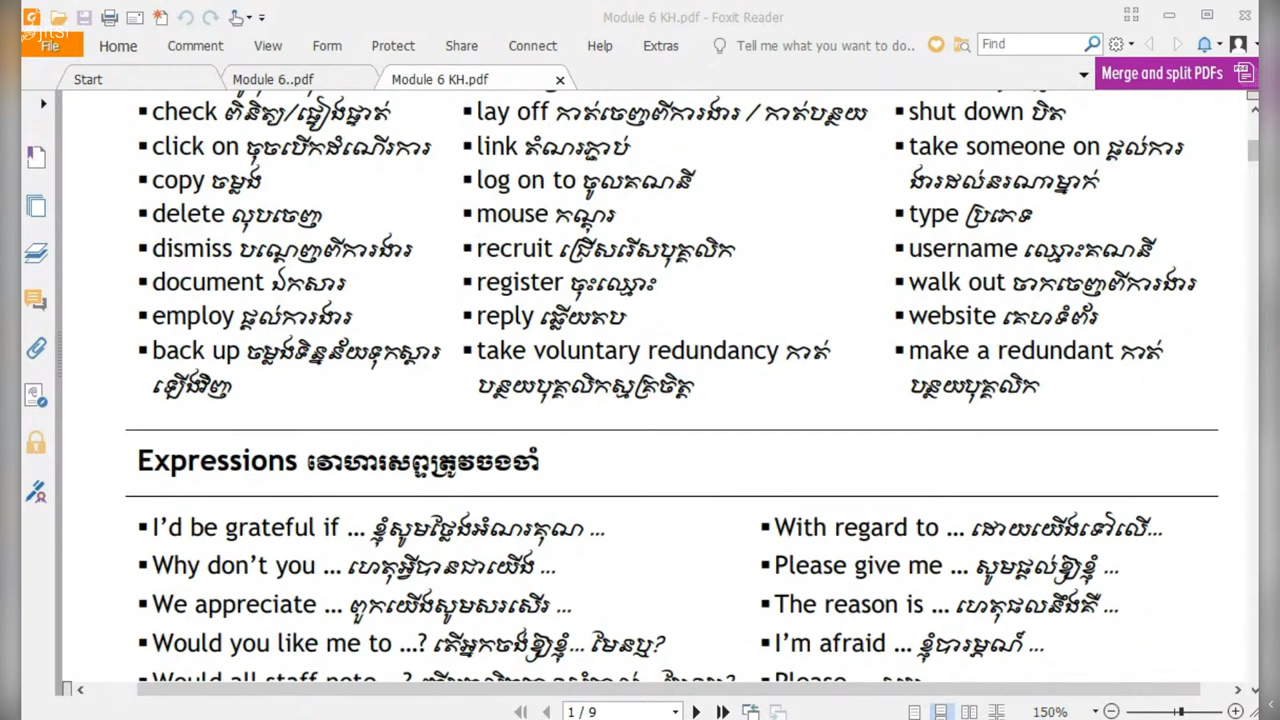 Module 6 KH.pdf - Foxit Reader
File Home Comment View Form Protect Share Connect Help Extras Tell me what you want to do.. Find
Start Module 6..pdf Module 6 KH.pdf Merge and split PDFs
▪check ពិនិត្យ/ផ្ទៀងផ្ទាត់ ▪lay off កាត់ចេញពីការងារ / កាត់បន្ថយ ▪shut down បិត
▪click on ចុចបើកដំណើរការ ▪link តំណរភ្ជាប់ ▪take someone on ផ្តល់ការ
▪copy ចម្លង ▪log on to ចូលគណនី ងារដល់នរណាម្នាក់
▪delete លុបចេញ ▪mouse កណ្តុរ ▪type ប្រភេទ
▪dismiss បណ្តេញពីការងារ ▪recruit ជ្រើសរើសបុគ្គលិក ▪username ឈ្មោះគណនី
▪document ឯកសារ ▪register ចុះឈ្មោះ ▪walk out ចាកចេញពីការងារ
▪employ ផ្តល់ការងារ ▪reply ឆ្លើយតប ▪website គេហទំព័រ
▪back up ចម្លងទិន្នន័យទុកស្តារ ▪take voluntary redundancy កាត់ ▪make a redundant កាត់
ឡើងវិញ បន្ថយបុគ្គលិកស្មគ្រចិត្ត បន្ថយបុគ្គលិក
Expressions វោហារសព្ទត្រូវចងចាំ
▪I'd be grateful if ... ខ្ញុំសូមថ្លែងអំណរគុណ ... ▪With regard to ... ដោយយើងទៅលើ...
▪Why don't you ... ហេតុអ្វីបានជាយើង ... ▪Please give me ... សូមផ្តល់ឱ្យខ្ញុំ ...
▪We appreciate ... ពួកយើងសូមសរសើរ ... ▪The reason is ... ហេតុផលនឹងគឺ ...
▪Would you like me to ...? តើអ្នកចង់ឱ្យខ្ញុំ... មែនឬ? ▪I'm afraid ... ខ្ញុំបារម្ភណ៍ ...
1 / 9 150%